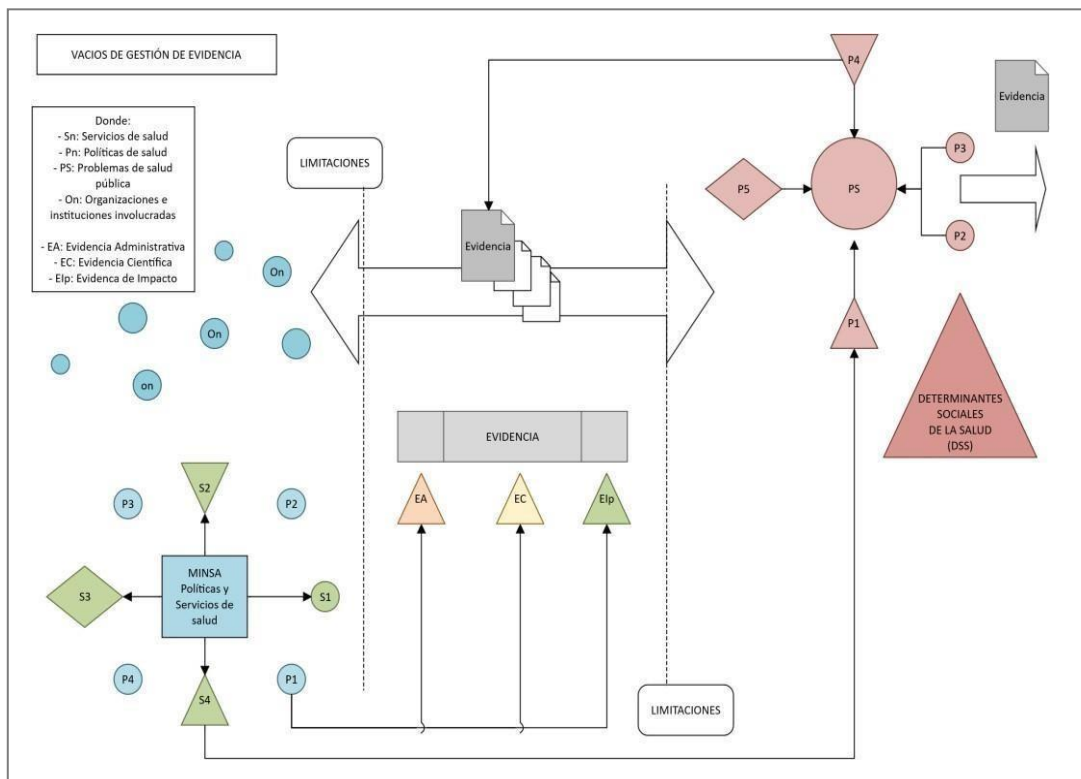 VACIOS DE GESTIÓN DE EVIDENCIA
Donde:
- Sn: Servicios de salud
- Pn: Políticas de salud
- PS: Problemas de salud
pública
- On: Organizaciones e
instituciones involucradas
- EA: Evidencia Administrativa
- EC: Evidencia Científica
- EIp: Evidenca de Impacto
LIMITACIONES
Evidencia
P4
Evidencia
P3
P5
PS
P2
On
On
on
P1
DETERMINANTES
SOCIALES
DE LA SALUD
(DSS)
EVIDENCIA
EA
EC
EIp
S2
P3
P2
MINSA
Políticas y
Servicios de
salud
S3
S1
P4
P1
S4
LIMITACIONES